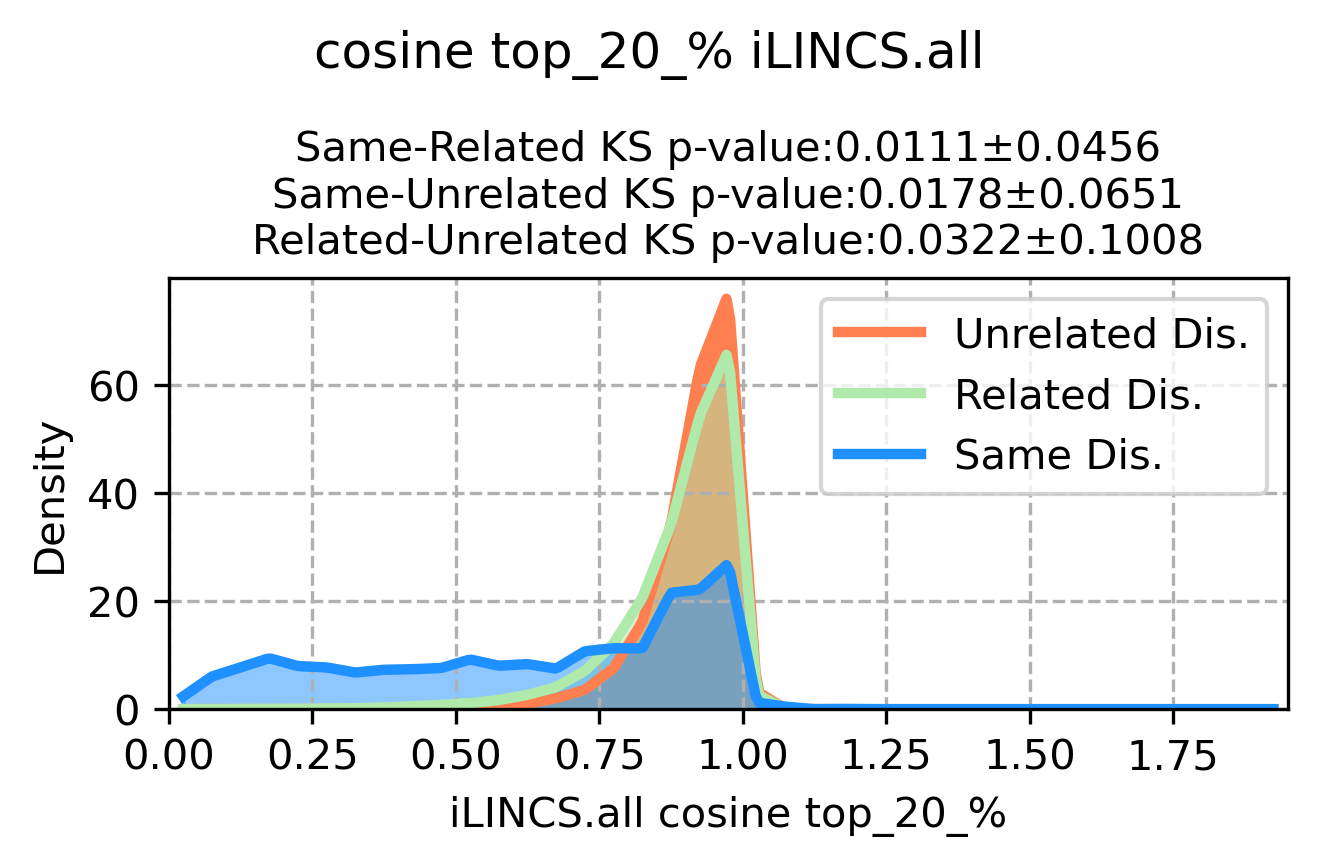 cosine top_20_% iLINCS.all
Same-Related KS p-value:0.0111±0.0456
Same-Unrelated KS p-value:0.0178±0.0651
Related-Unrelated KS p-value:0.0322±0.1008
Unrelated Dis.
Related Dis.
Same Dis.
Density
60
40
20
0
0.00 0.25 0.50 0.75 1.00 1.25 1.50 1.75
iLINCS.all cosine top_20_%